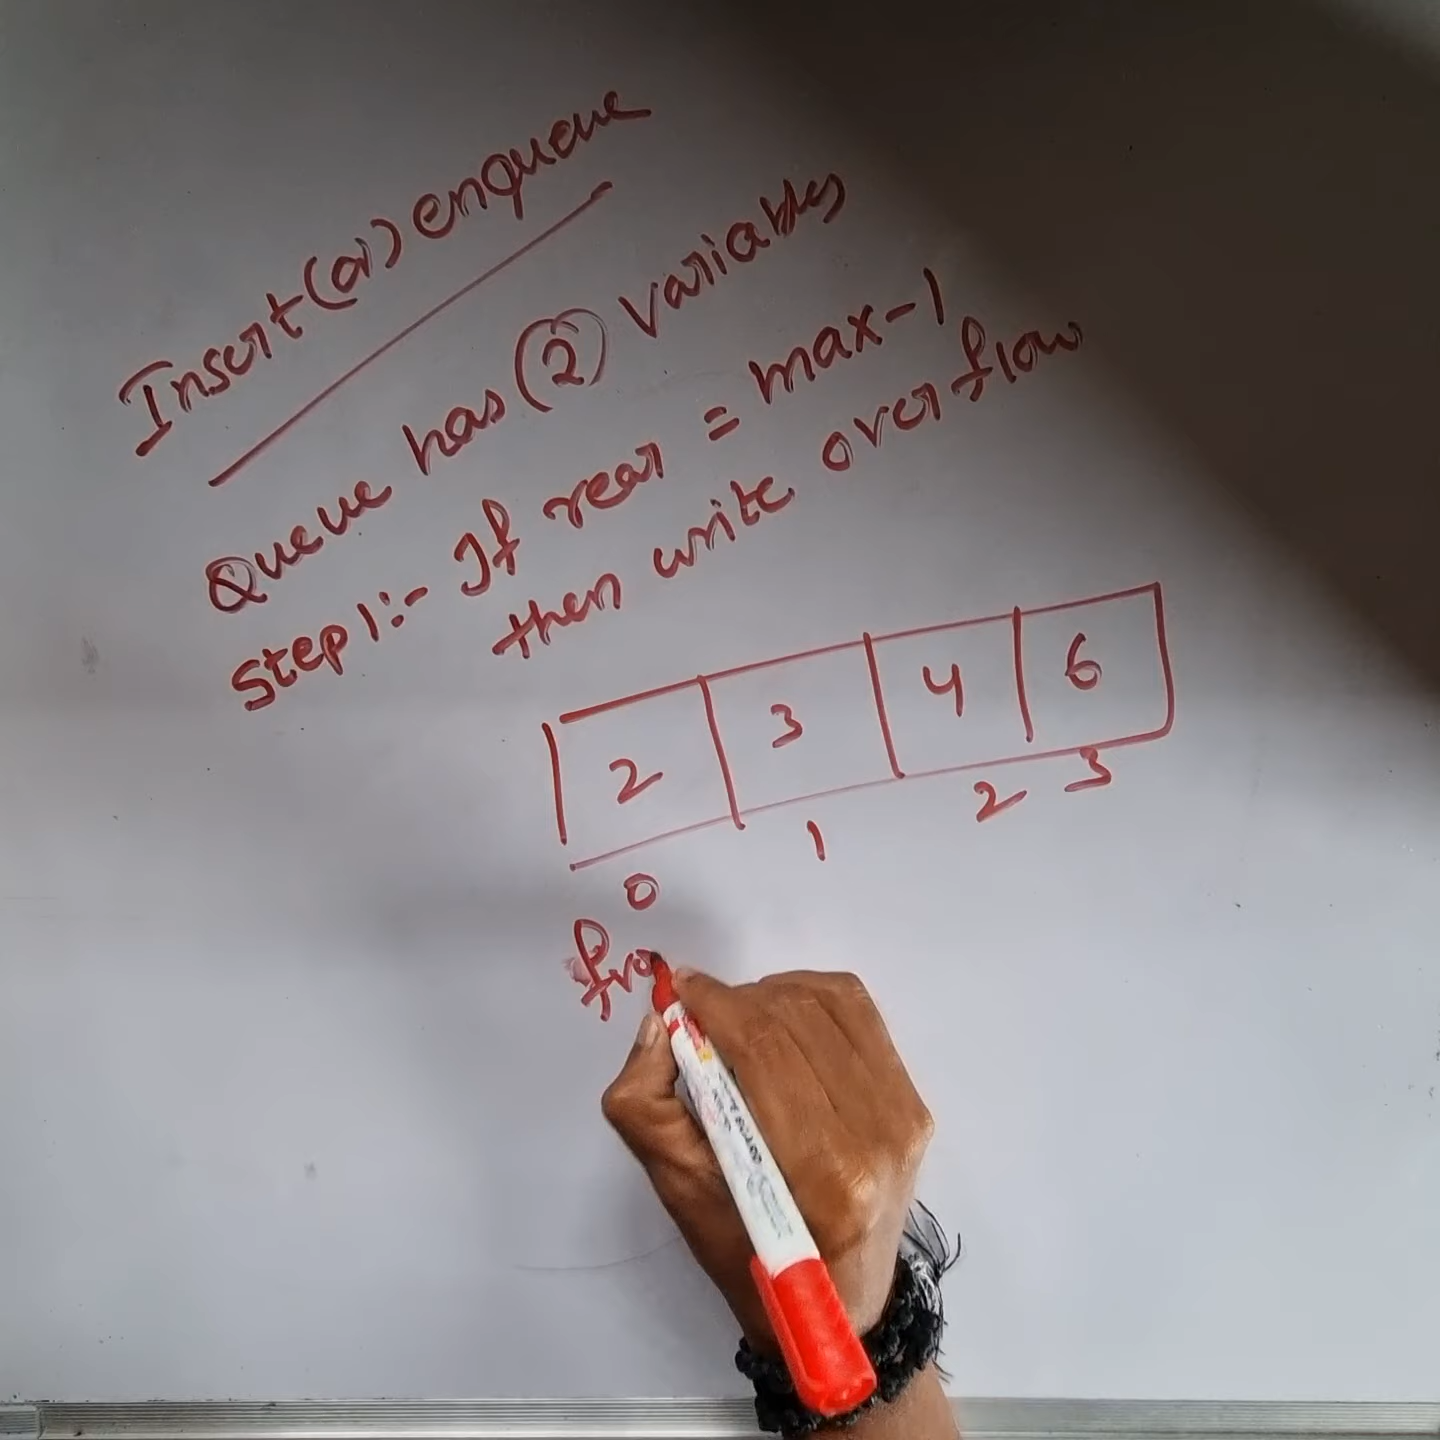 Insert (or) enqueue
Queue has (2) variables
Step 1:- If rear = max-1
then write overflow
2 3 4 6
0 1 2 3
fro